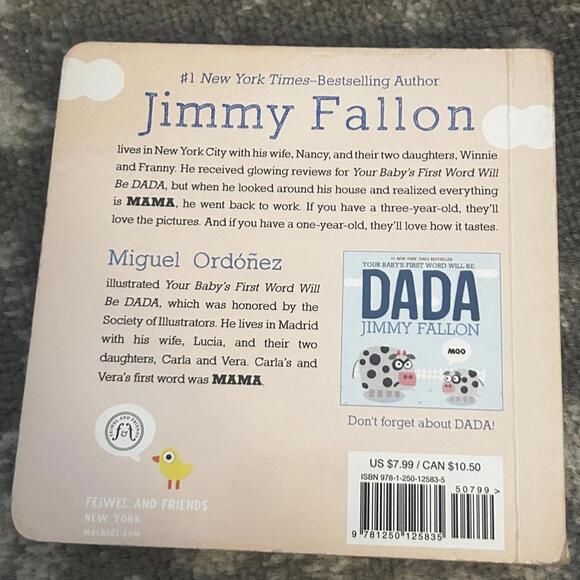 #1 New York Times–Bestselling Author
Jimmy Fallon
lives in New York City with his wife, Nancy, and their two daughters, Winnie
and Franny. He received glowing reviews for Your Baby's First Word Will
Be DADA, but when he looked around his house and realized everything
is MAMA, he went back to work. If you have a three-year-old, they'll
love the pictures. And if you have a one-year-old, they'll love how it tastes.
Miguel Ordóñez
illustrated Your Baby's First Word Will
Be DADA, which was honored by the
Society of Illustrators. He lives in Madrid
with his wife, Lucia, and their two
daughters, Carla and Vera. Carla's and
Vera's first word was MAMA.
#1 NEW YORK TIMES BESTSELLER
YOUR BABY'S FIRST WORD WILL BE
DADA
JIMMY FALLON
MOO
Don't forget about DADA!
FEIWEL AND FRIENDS
f&f
FEIWEL AND FRIENDS
NEW YORK
mackids.com
US $7.99 / CAN $10.50
ISBN 978-1-250-12583-5
50799>
9 781250 125835